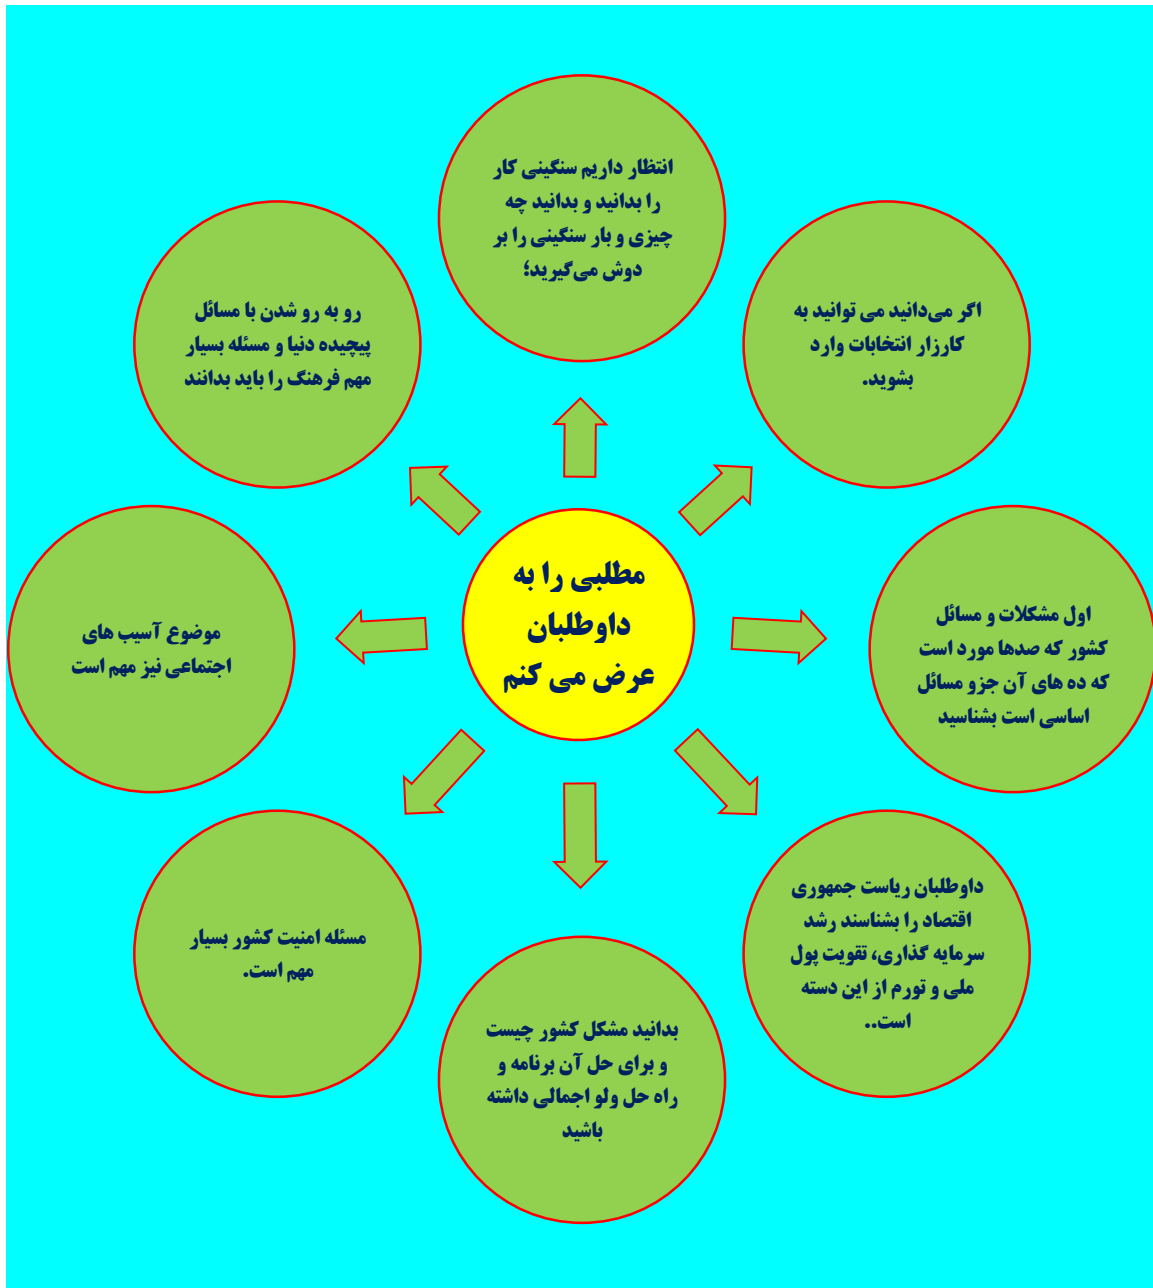 مطلبی را به
داوطلبان
عرض می کنم
انتظار داریم سنگینی کار
را بدانید و بدانید چه
چیزی و بار سنگینی را بر
دوش می‌گیرید؛
اگر می‌دانید می توانید به
کارزار انتخابات وارد
بشوید.
اول مشکلات و مسائل
کشور که صدها مورد است
که ده های آن جزو مسائل
اساسی است بشناسید
داوطلبان ریاست جمهوری
اقتصاد را بشناسند رشد
سرمایه گذاری، تقویت پول
ملی و تورم از این دسته
است..
بدانید مشکل کشور چیست
و برای حل آن برنامه و
راه حل ولو اجمالی داشته
باشید
مسئله امنیت کشور بسیار
مهم است.
موضوع آسیب های
اجتماعی نیز مهم است
رو به رو شدن با مسائل
پیچیده دنیا و مسئله بسیار
مهم فرهنگ را باید بدانند